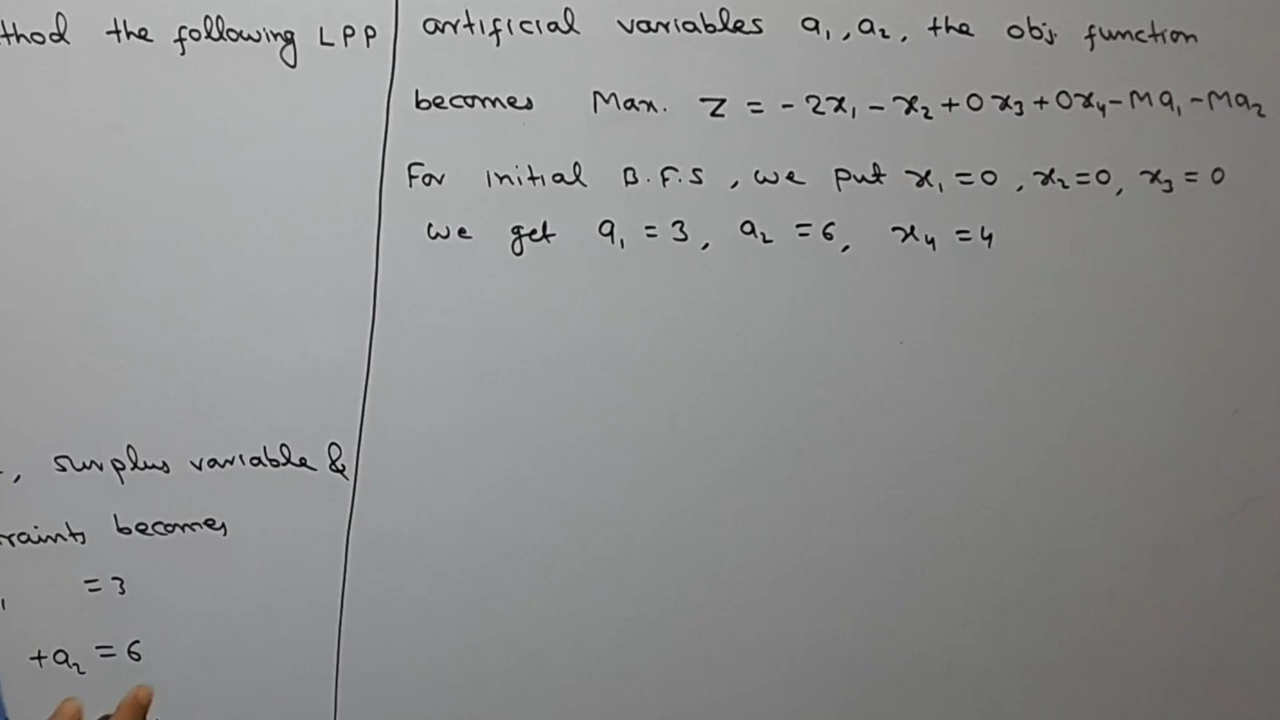 the following LPP
, surplus variable &
becomes
= 3
+a₂ = 6
artificial variables a₁, a₂, the obj. function
becomes Max. Z = -2x₁ - x₂ + 0x₃ + 0x₄ - Ma₁ - Ma₂
For initial B.F.S, we put x₁ = 0, x₂ = 0, x₃ = 0
we get a₁ = 3, a₂ = 6, x₄ = 4